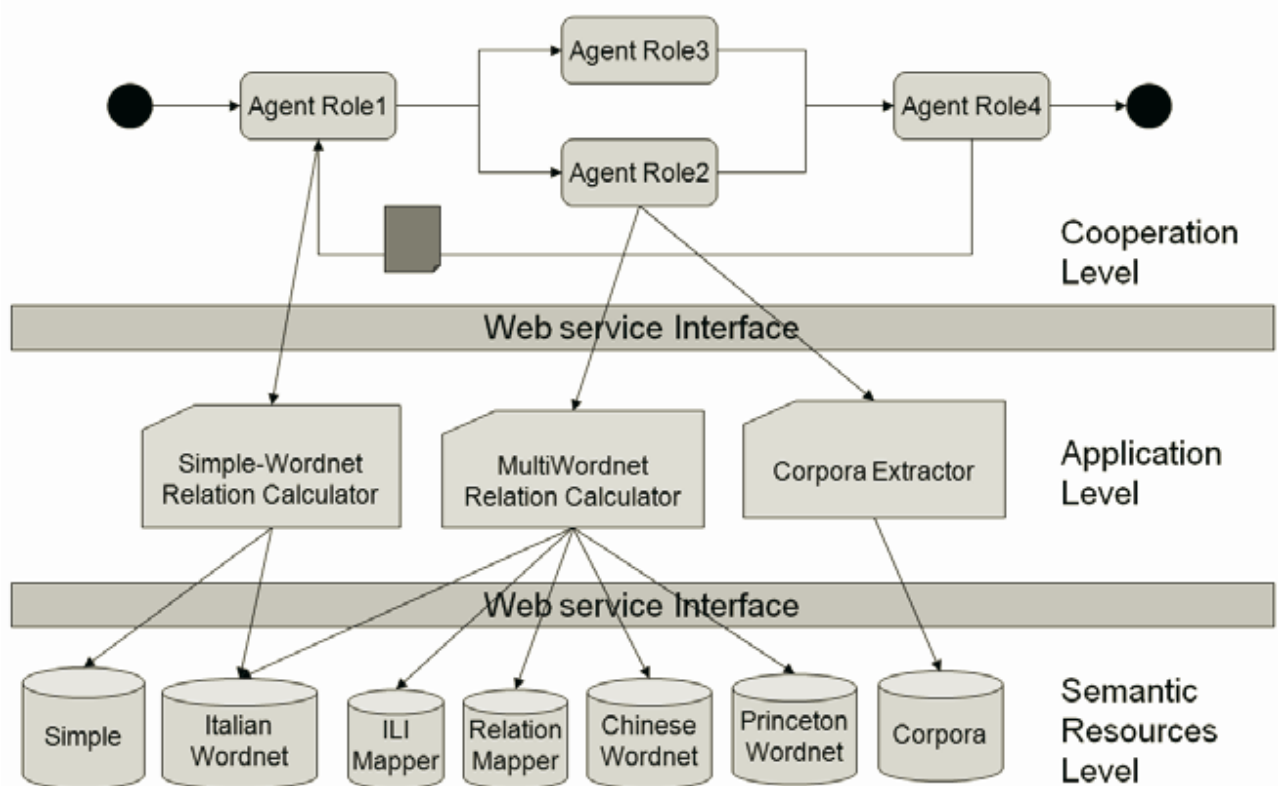 Agent Role3
Agent Role1
Agent Role4
Agent Role2
Cooperation
Level
Web service Interface
Simple-Wordnet
Relation Calculator
MultiWordnet
Relation Calculator
Corpora Extractor
Application
Level
Web service Interface
Simple
Italian
Wordnet
ILI
Mapper
Relation
Mapper
Chinese
Wordnet
Princeton
Wordnet
Corpora
Semantic
Resources
Level